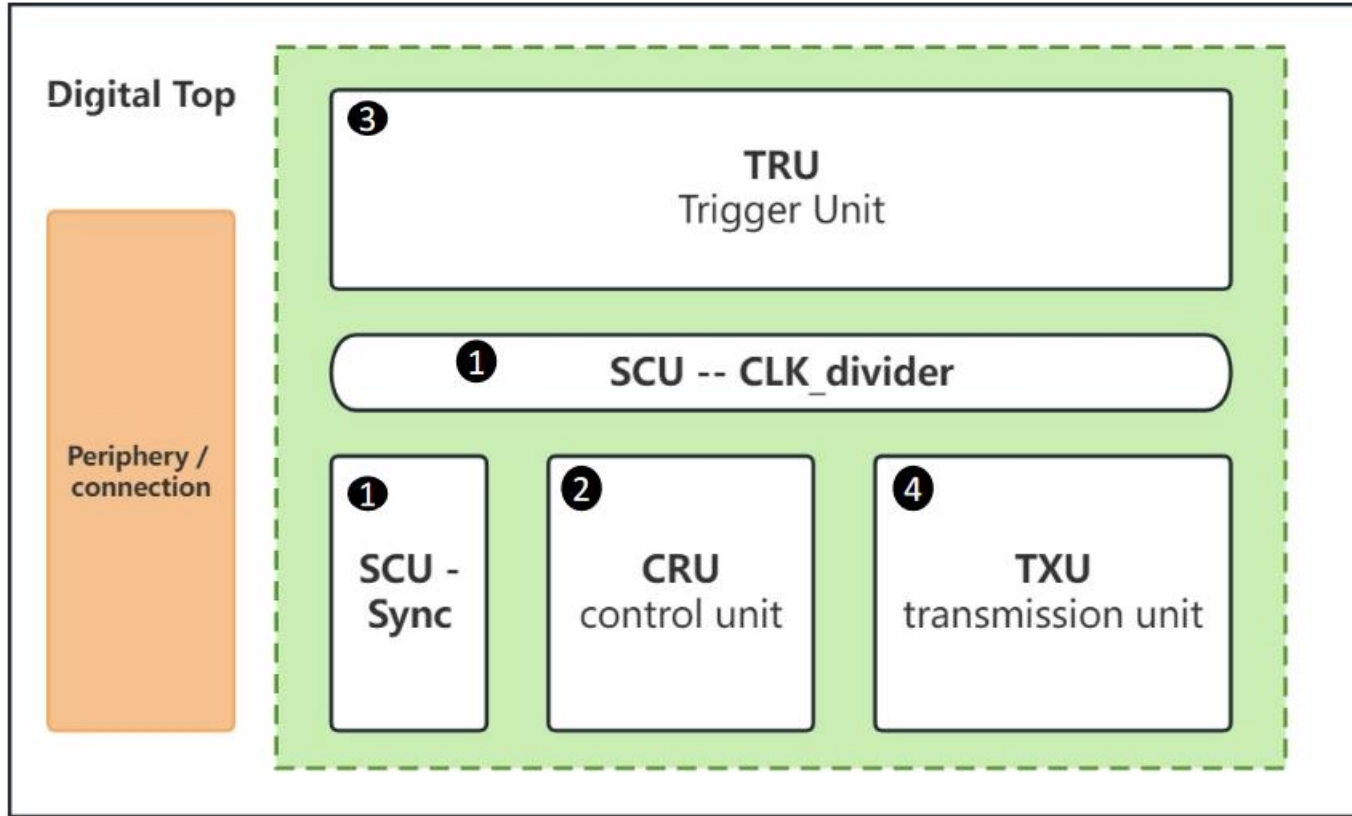 Digital Top
3
TRU
Trigger Unit
1 SCU -- CLK_divider
Periphery /
connection
1
SCU -
Sync
2
CRU
control unit
4
TXU
transmission unit